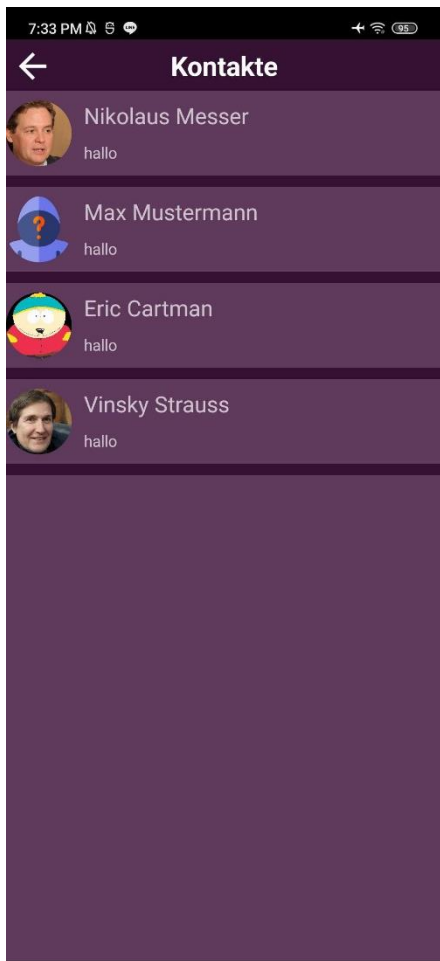 7:33 PM
95
Kontakte
Nikolaus Messer
hallo
?
Max Mustermann
hallo
Eric Cartman
hallo
Vinsky Strauss
hallo